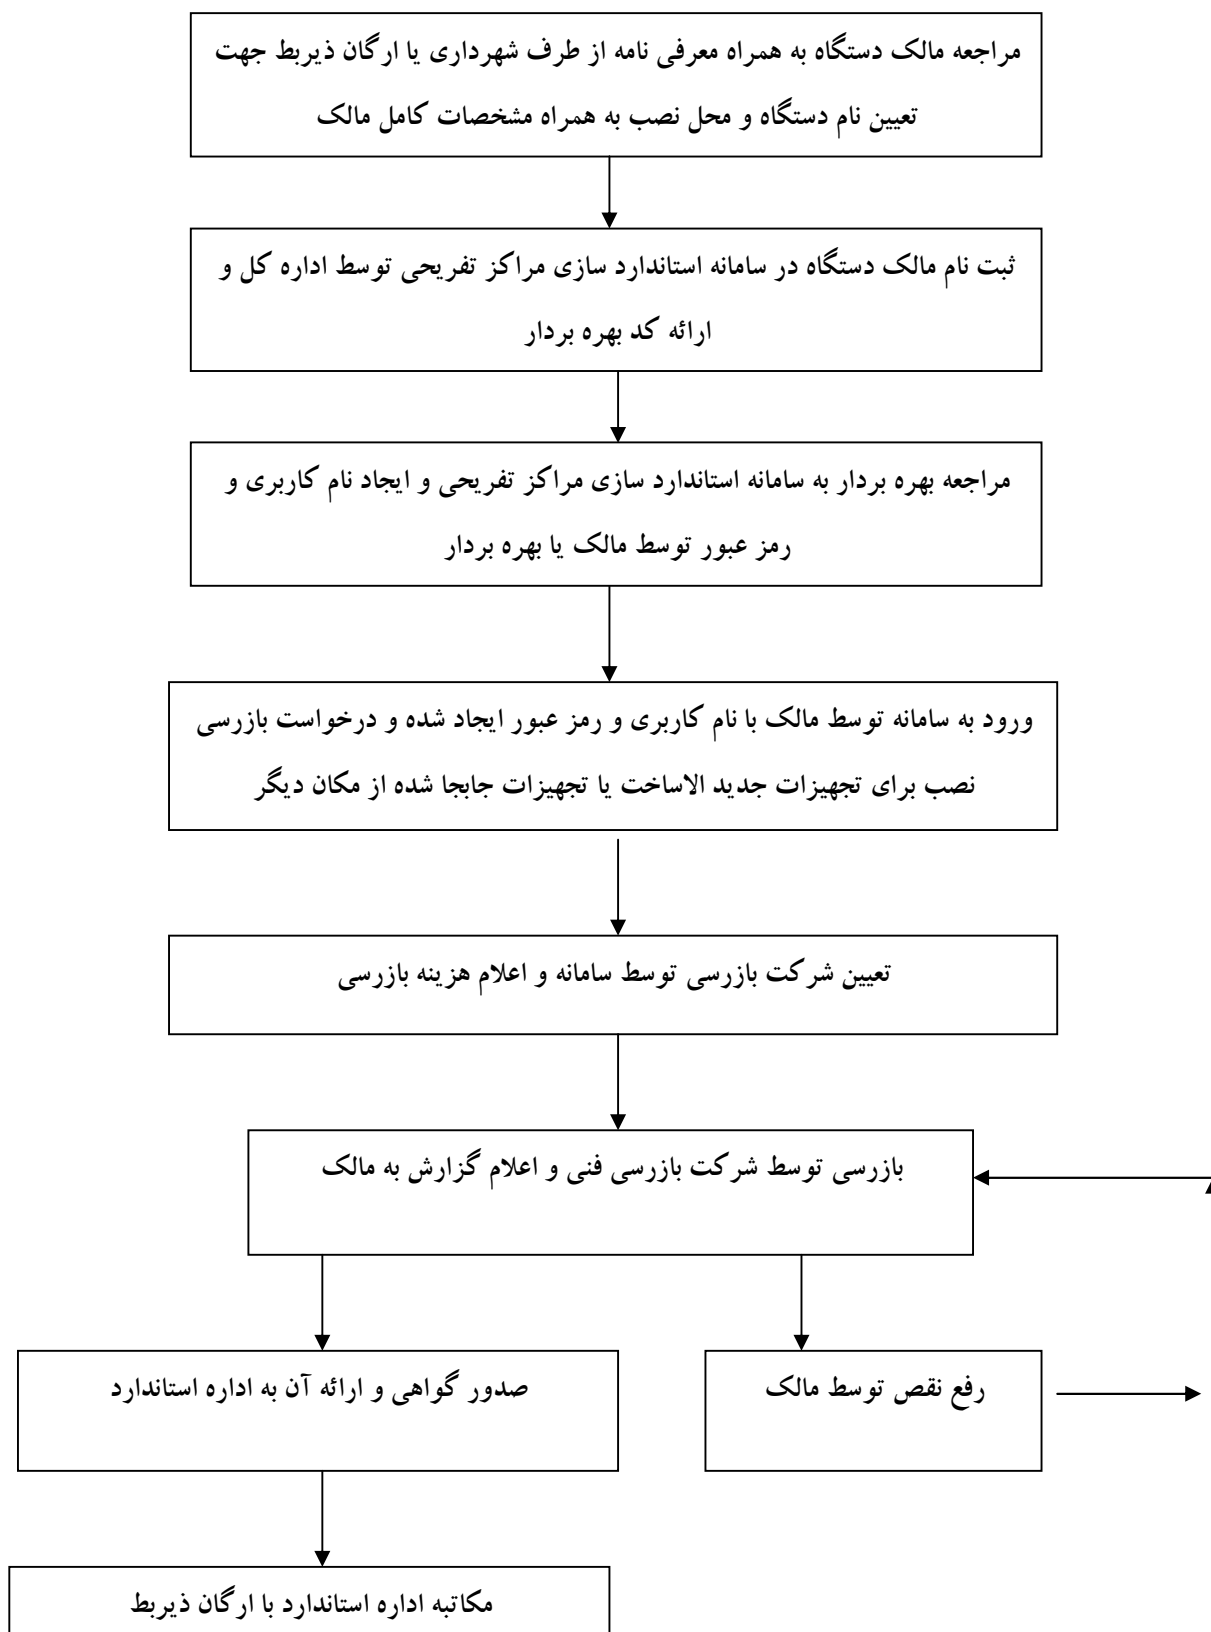 مراجعه مالک دستگاه به همراه معرفی نامه از طرف شهرداری یا ارگان ذیربط جهت
تعیین نام دستگاه و محل نصب به همراه مشخصات کامل مالک
ثبت نام مالک دستگاه در سامانه استاندارد سازی مراکز تفریحی توسط اداره کل و
ارائه کد بهره بردار
مراجعه بهره بردار به سامانه استاندارد سازی مراکز تفریحی و ایجاد نام کاربری و
رمز عبور توسط مالک یا بهره بردار
ورود به سامانه توسط مالک با نام کاربری و رمز عبور ایجاد شده و درخواست بازرسی
نصب برای تجهیزات جدید الاساخت یا تجهیزات جابجا شده از مکان دیگر
تعیین شرکت بازرسی توسط سامانه و اعلام هزینه بازرسی
بازرسی توسط شرکت بازرسی فنی و اعلام گزارش به مالک
رفع نقص توسط مالک
صدور گواهی و ارائه آن به اداره استاندارد
مکاتبه اداره استاندارد با ارگان ذیربط